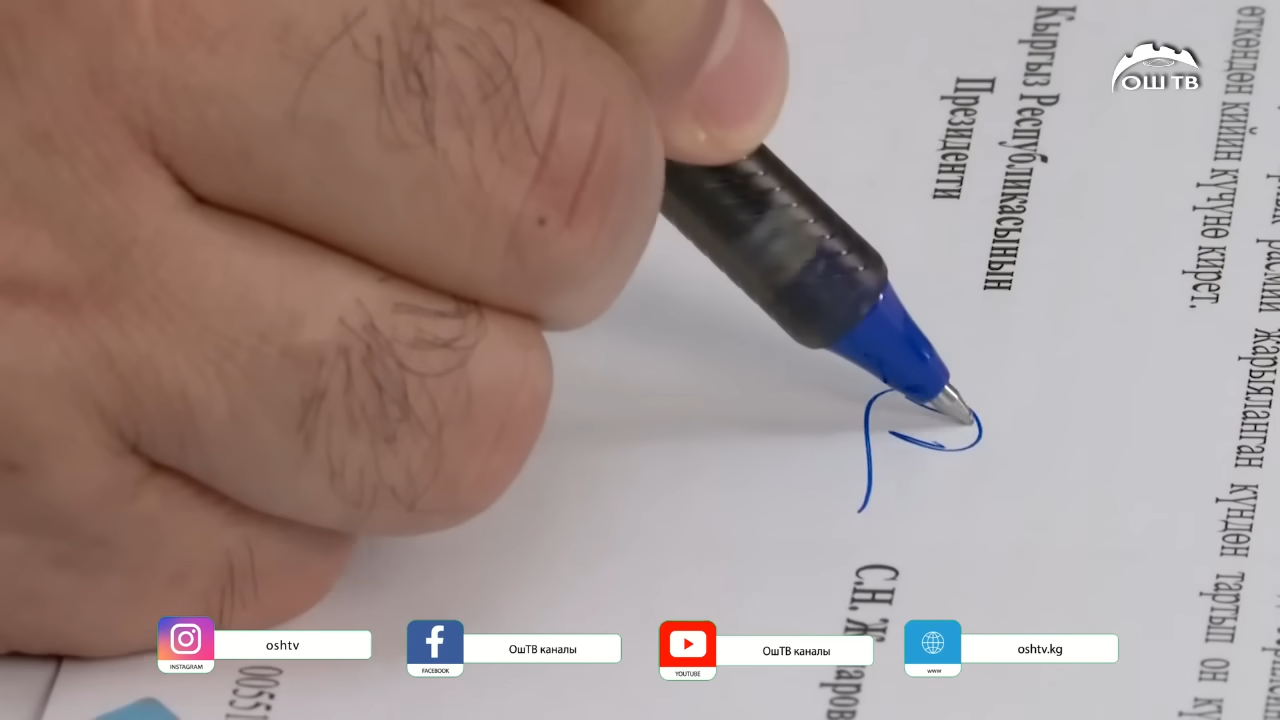 ОШ ТВ
расмий жарыяланган күндөн тартып он
өткөндөн кийин күчүнө кирет.
Кыргыз Республикасынын
Президенти
С.Н.
oshtv
INSTAGRAM
ОшТВ каналы
FACEBOOK
ОшТВ каналы
YOUTUBE
oshtv.kg
www